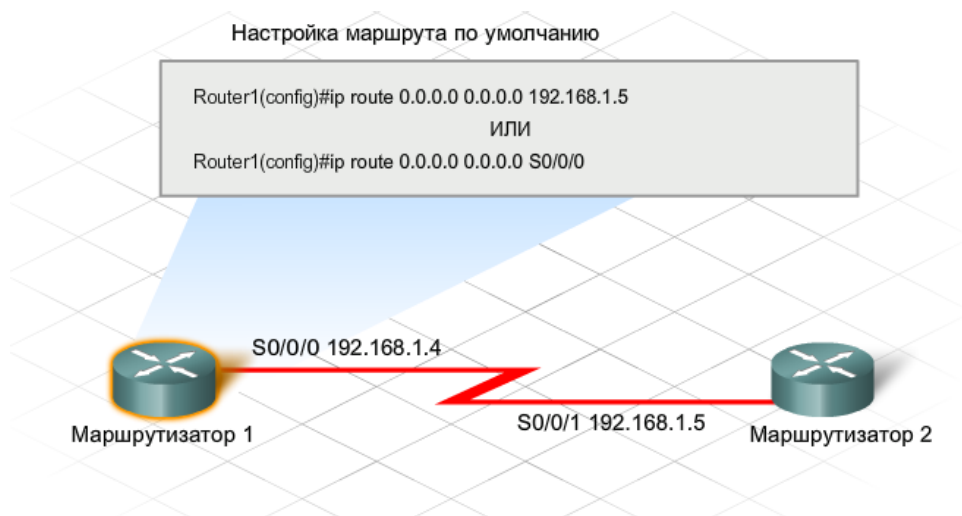 Настройка маршрута по умолчанию
Router1(config)#ip route 0.0.0.0 0.0.0.0 192.168.1.5
ИЛИ
Router1(config)#ip route 0.0.0.0 0.0.0.0 S0/0/0
S0/0/0 192.168.1.4
S0/0/1 192.168.1.5
Маршрутизатор 1
Маршрутизатор 2